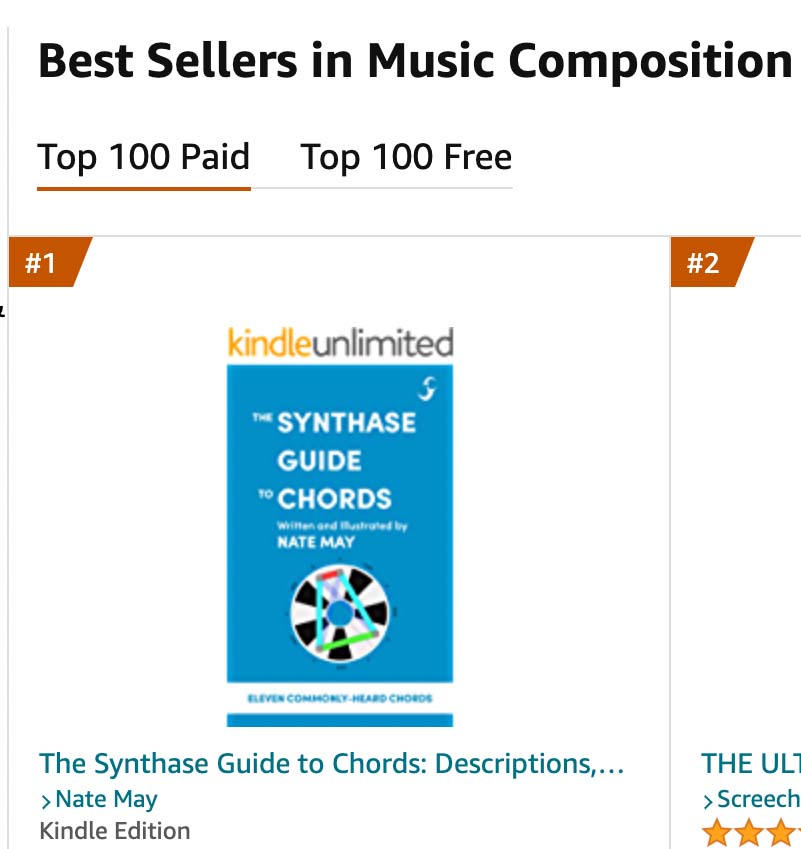 Best Sellers in Music Composition
Top 100 Paid Top 100 Free
#1
#2
kindleunlimited
THE SYNTHASE
GUIDE
TO CHORDS
Written and Illustrated by
NATE MAY
ELEVEN COMMONLY-HEARD CHORDS
The Synthase Guide to Chords: Descriptions,...
› Nate May
Kindle Edition
THE ULT
› Screech